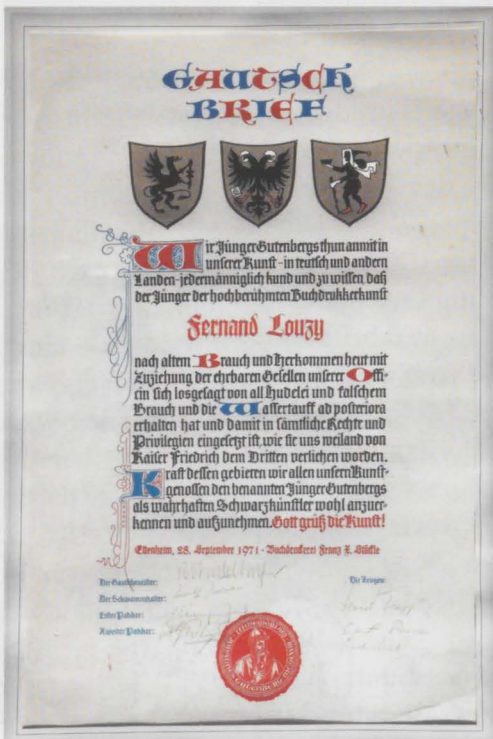 GAUTSCH
BRIEF
Wir Jünger Gutenbergs thun anmit in
unserer Kunst - in teutsch und andern
Landen - jedermänniglich kund und zu wissen, daß
der Jünger der hochberühmten Buchdrukkerkunst
Fernand Louzy
nach altem Brauch und Herkommen heut mit
Zuziehung der ehrbaren Gesellen unserer Offi-
cin sich losgesagt von all Hudelei und falschem
Brauch und die Wassertauff ad posteriora
erhalten hat und damit in sämtliche Rechte und
Privilegien eingesetzt ist, wie sie uns weiland von
Kaiser Friedrich dem Dritten verliehen worden.
Kraft dessen gebieten wir allen unsern Kunst-
genossen den benannten Jünger Gutenbergs
als wahrhaften Schwarzkünstler wohl anzuer-
kennen und aufzunehmen. Gott grüß die Kunst!
Ettenheim, 28. September 1971 - Buchdruckerei Franz X. Stückle
Der Gautschmeister:
Die Zeugen:
Der Schwammhalter:
Erster Packer:
Zweiter Packer: